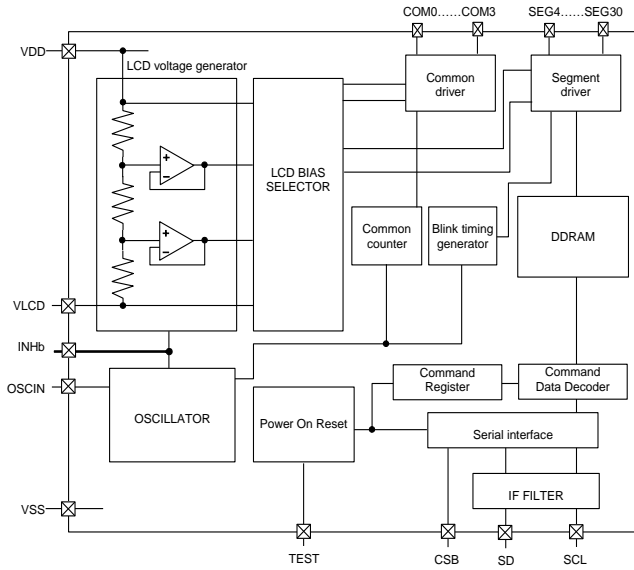 COM0……COM3
SEG4……SEG30
VDD
LCD voltage generator
Common
driver
Segment
driver
+
−
LCD BIAS
SELECTOR
+
−
Common
counter
Blink timing
generator
DDRAM
VLCD
INHb
OSCIN
OSCILLATOR
Power On Reset
Command
Register
Command
Data Decoder
Serial interface
IF FILTER
VSS
TEST
CSB
SD
SCL